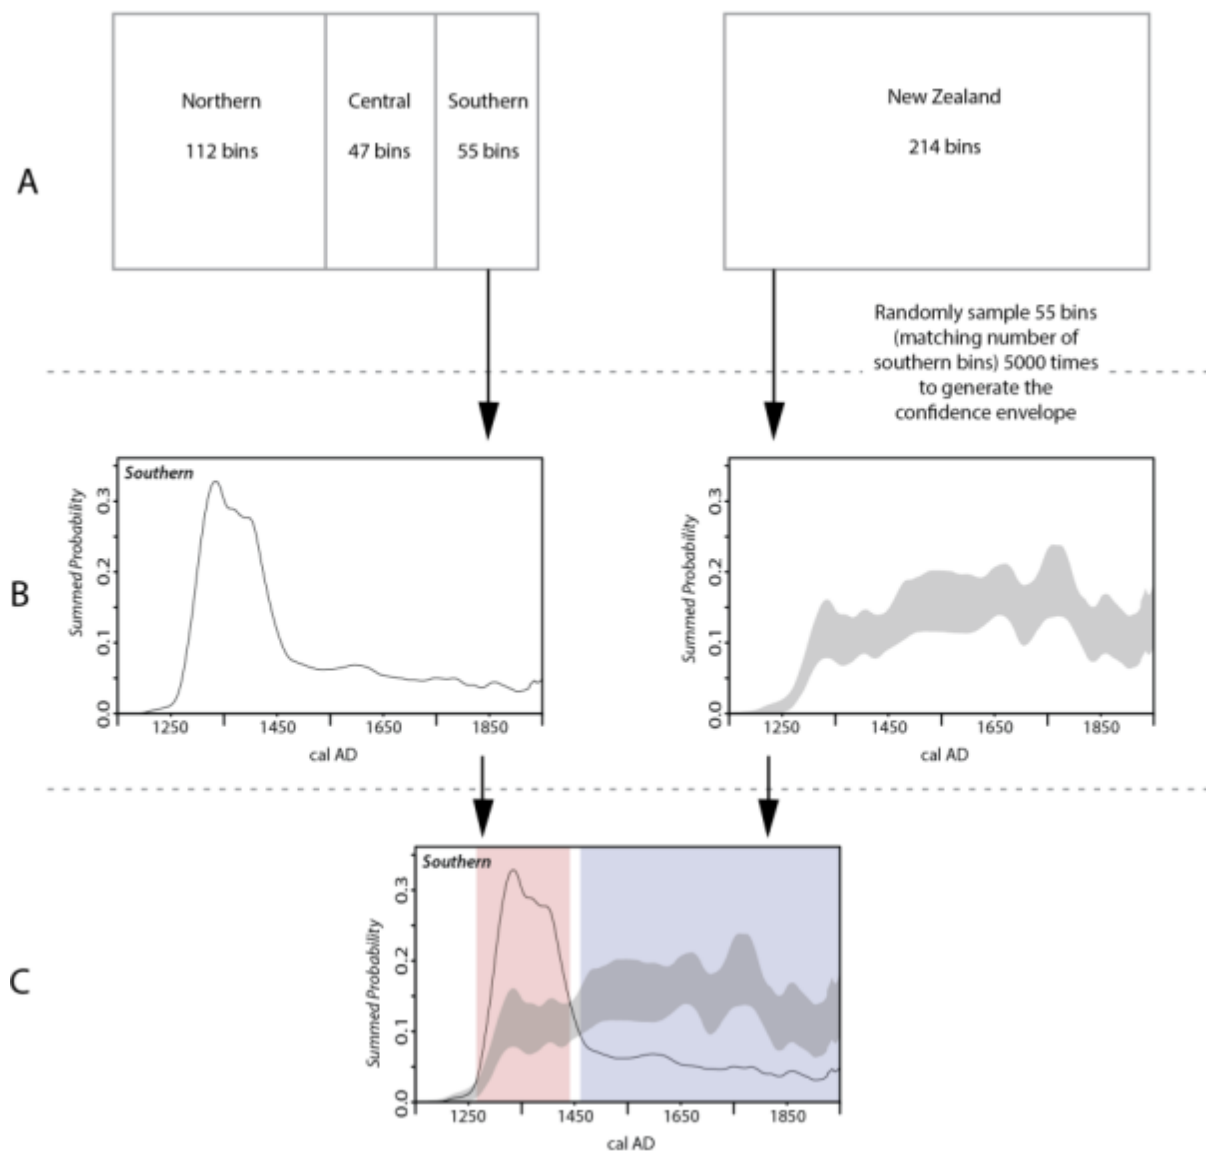 Northern
112 bins
Central
47 bins
Southern
55 bins
New Zealand
214 bins
A
Randomly sample 55 bins
(matching number of
southern bins) 5000 times
to generate the
confidence envelope
B
Southern
Summed Probability
0.3
0.2
0.1
0.0
1250
1450
1650
1850
cal AD
Summed Probability
0.3
0.2
0.1
0.0
1250
1450
1650
1850
cal AD
C
Southern
Summed Probability
0.3
0.2
0.1
0.0
1250
1450
1650
1850
cal AD